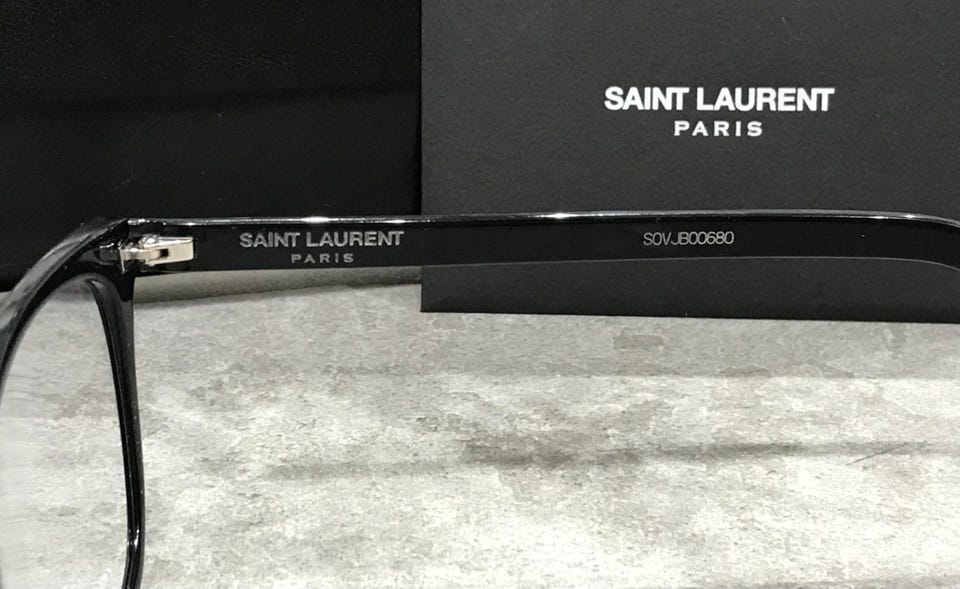 SAINT LAURENT
PARIS
SAINT LAURENT
PARIS
S0VJB00680